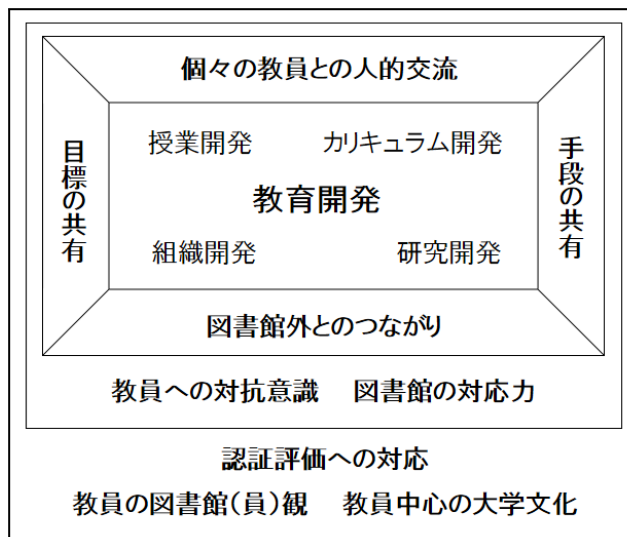 個々の教員との人的交流
目標の共有
授業開発 カリキュラム開発
教育開発
組織開発 研究開発
手段の共有
図書館外とのつながり
教員への対抗意識 図書館の対応力
認証評価への対応
教員の図書館(員)観 教員中心の大学文化